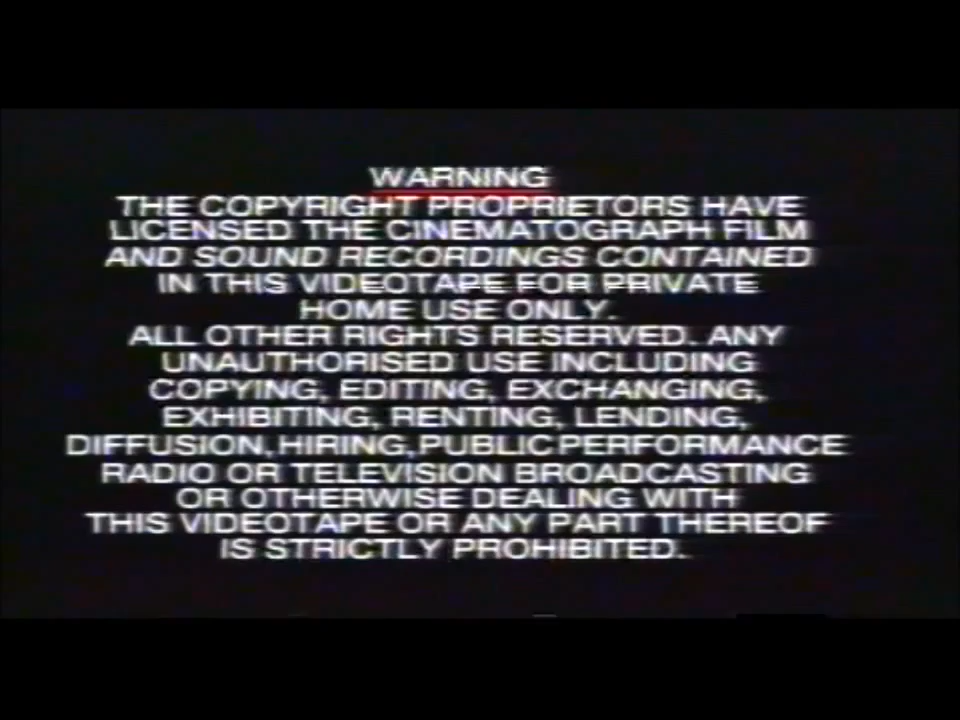 WARNING
THE COPYRIGHT PROPRIETORS HAVE
LICENSED THE CINEMATOGRAPH FILM
AND SOUND RECORDINGS CONTAINED
IN THIS VIDEOTAPE FOR PRIVATE
HOME USE ONLY.
ALL OTHER RIGHTS RESERVED. ANY
UNAUTHORISED USE INCLUDING
COPYING, EDITING, EXCHANGING,
EXHIBITING, RENTING, LENDING,
DIFFUSION, HIRING, PUBLIC PERFORMANCE
RADIO OR TELEVISION BROADCASTING
OR OTHERWISE DEALING WITH
THIS VIDEOTAPE OR ANY PART THEREOF
IS STRICTLY PROHIBITED.